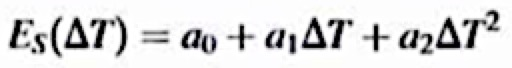 E_S(ΔT) = a_0 + a_1ΔT + a_2ΔT^2